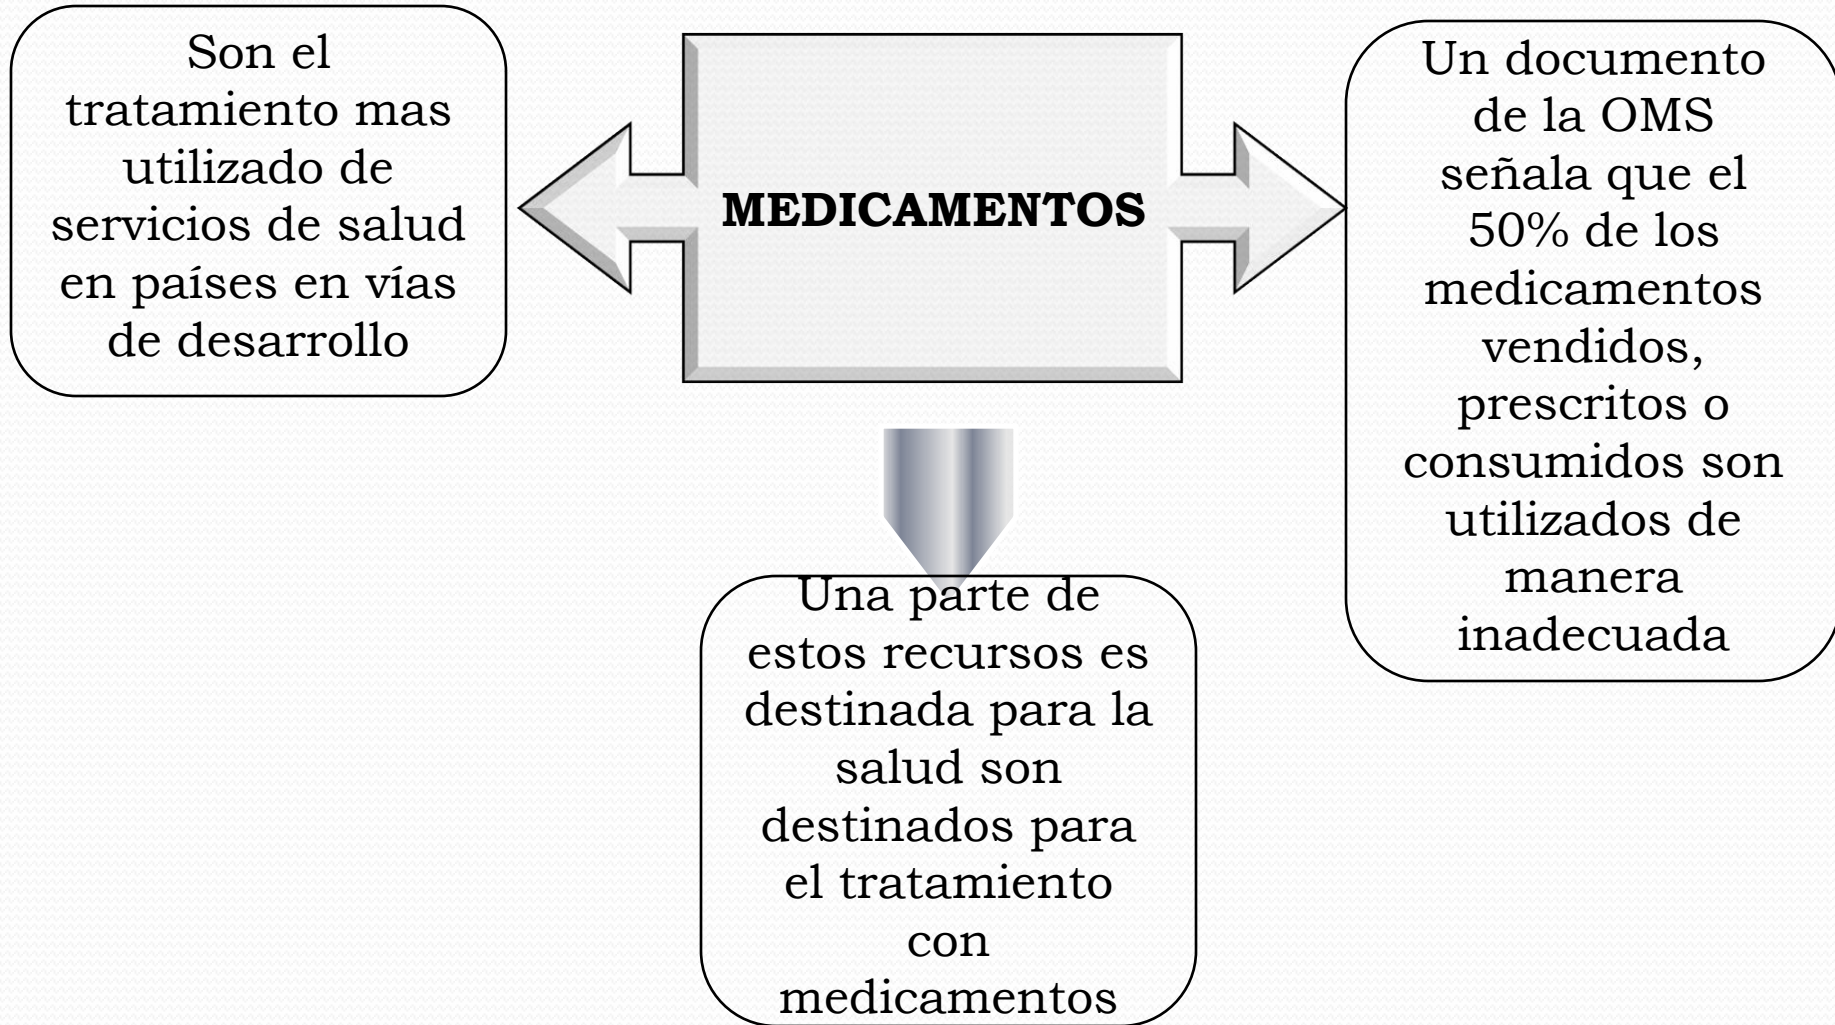 Son el
tratamiento mas
utilizado de
servicios de salud
en países en vías
de desarrollo
MEDICAMENTOS
Un documento
de la OMS
señala que el
50% de los
medicamentos
vendidos,
prescritos o
consumidos son
utilizados de
manera
inadecuada
Una parte de
estos recursos es
destinada para la
salud son
destinados para
el tratamiento
con
medicamentos